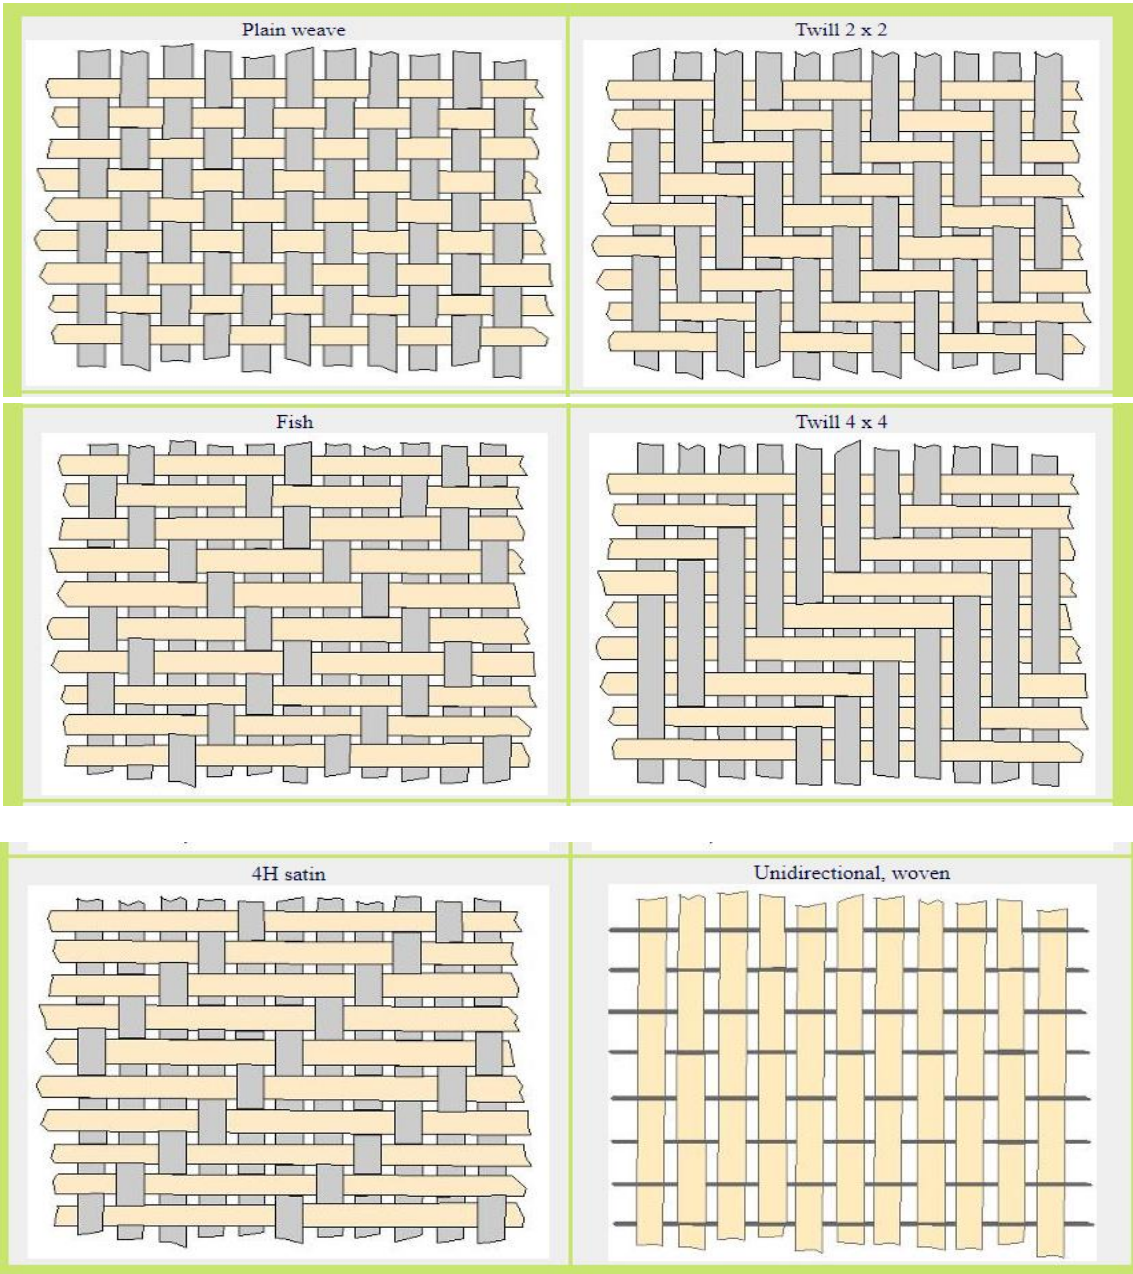 Plain weave
Twill 2 x 2
Fish
Twill 4 x 4
4H satin
Unidirectional, woven